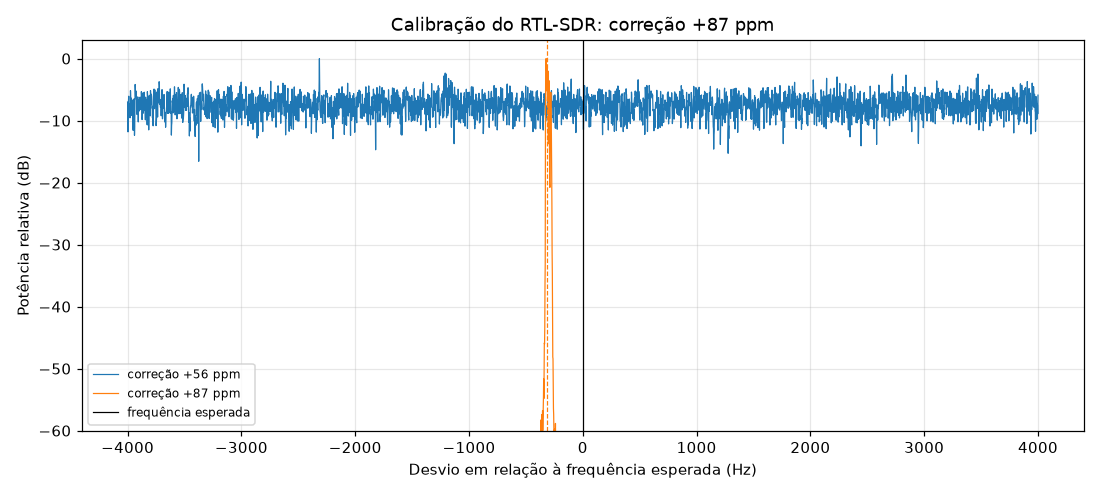 Calibração do RTL-SDR: correção +87 ppm
Potência relativa (dB)
0
−10
−20
−30
−40
−50
−60
correção +56 ppm
correção +87 ppm
frequência esperada
−4000 −3000 −2000 −1000 0 1000 2000 3000 4000
Desvio em relação à frequência esperada (Hz)